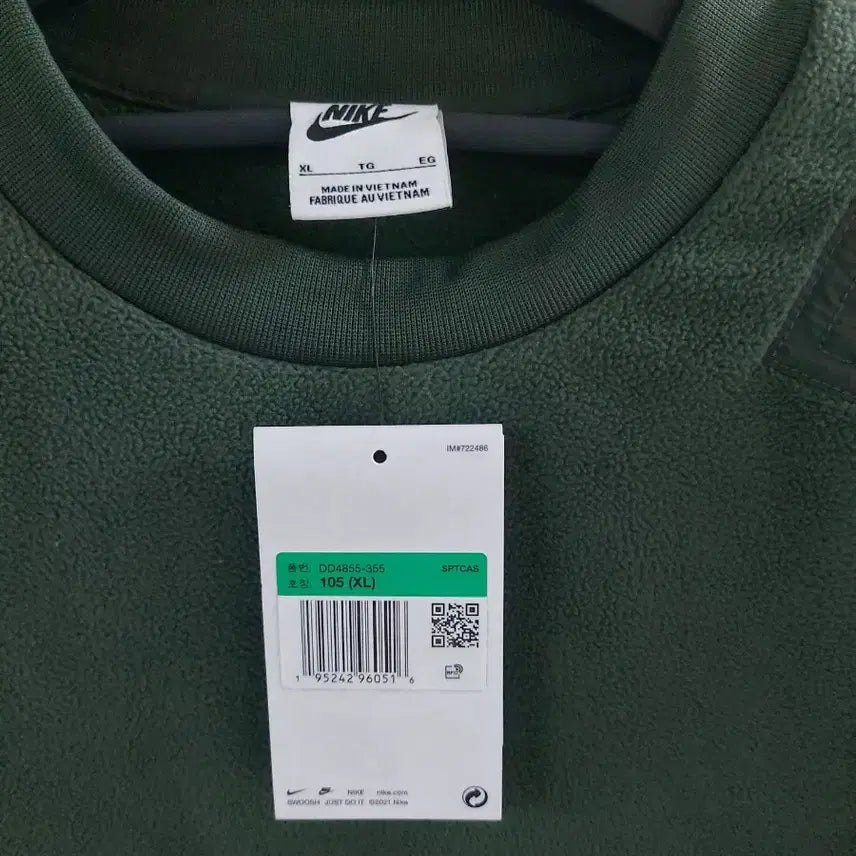 NIKE
XL TG EG
MADE IN VIETNAM
FABRIQUE AU VIETNAM
IM#722486
품번: DD4855-355 SPTCAS
호칭: 105 (XL)
1 95242 96051 6
NIKE nike.com
SWOOSH JUST DO IT ©2021 Nike